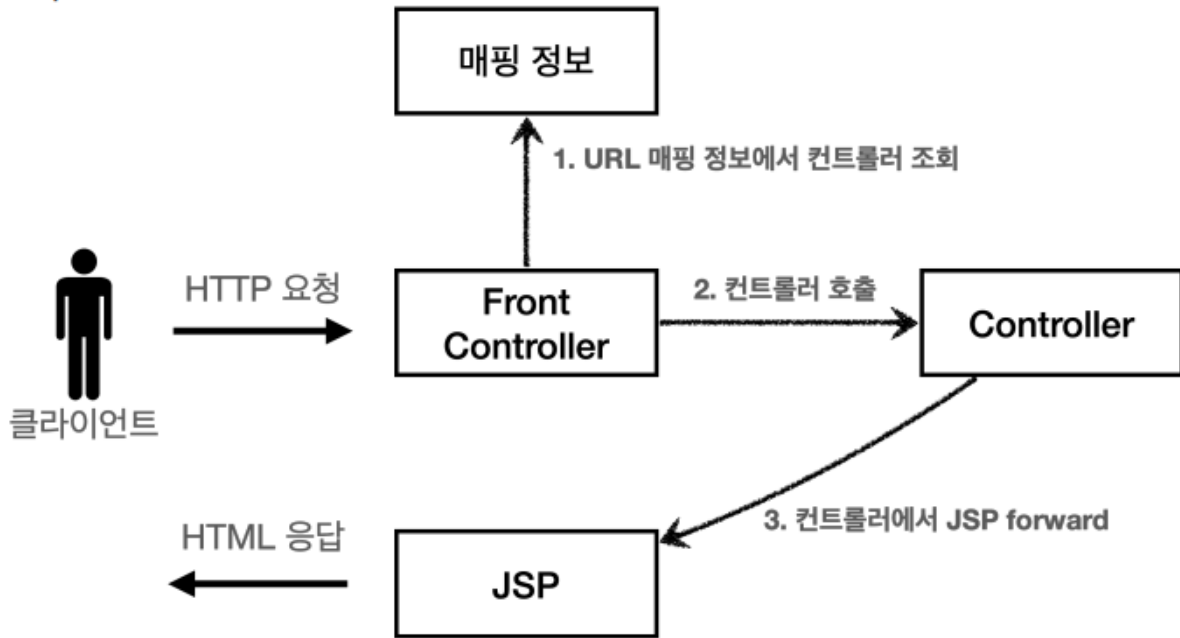 매핑 정보
1. URL 매핑 정보에서 컨트롤러 조회
HTTP 요청
Front
Controller
2. 컨트롤러 호출
Controller
클라이언트
3. 컨트롤러에서 JSP forward
HTML 응답
JSP